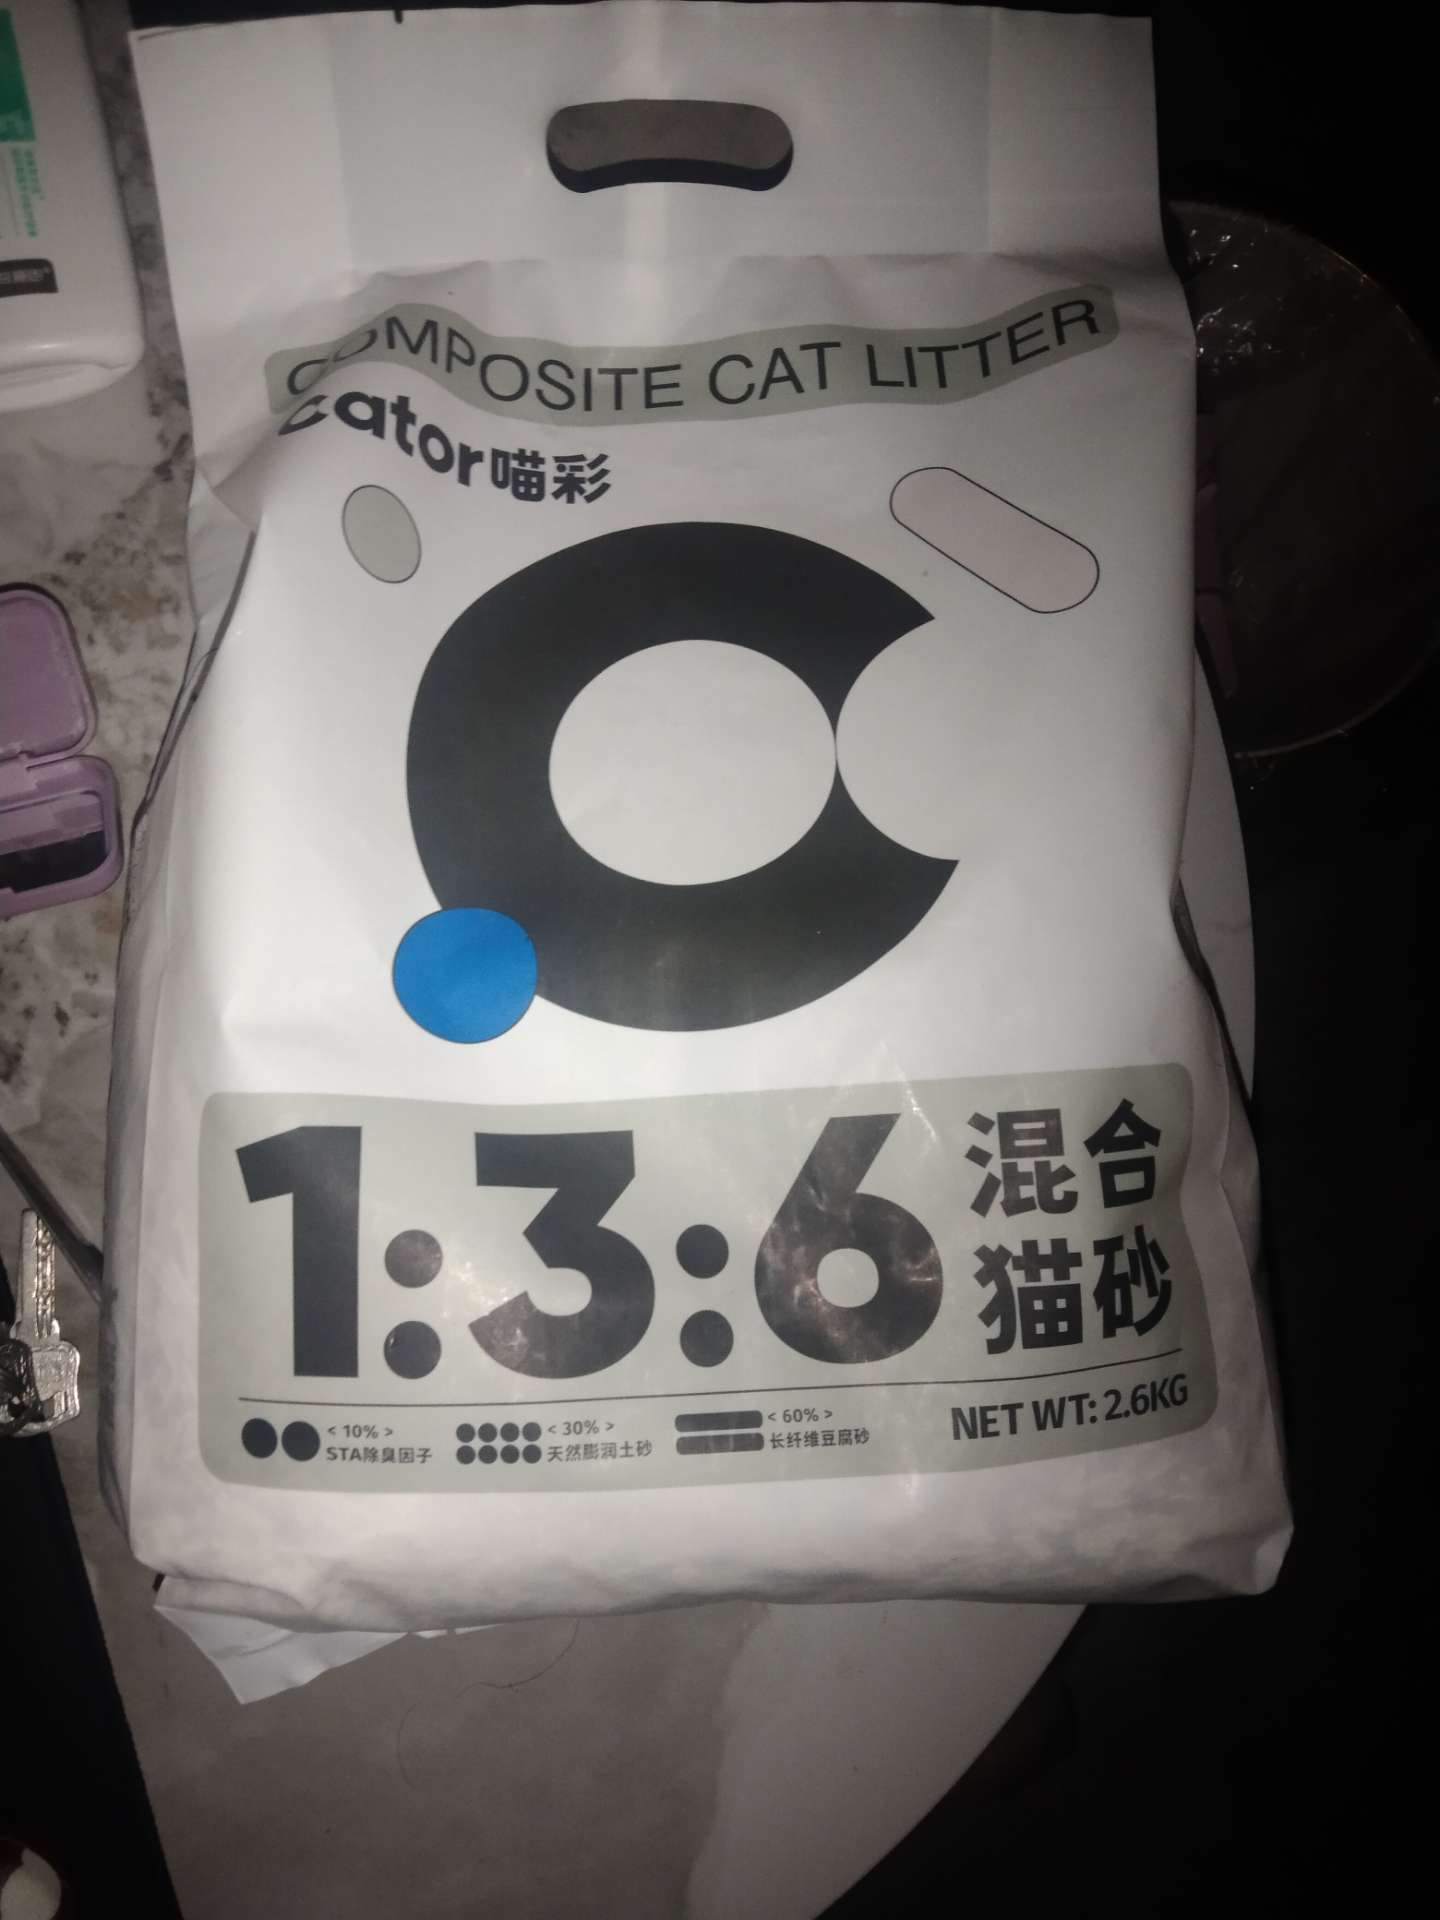 COMPOSITE CAT LITTER
cator喵彩
1:3:6
混合
猫砂
<10%>
STA除臭因子
<30%>
天然膨润土砂
<60%>
长纤维豆腐砂
NET WT: 2.6KG